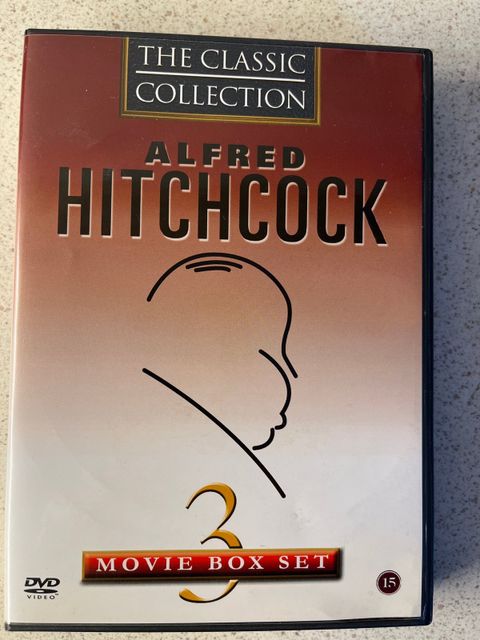 THE CLASSIC
COLLECTION
ALFRED
HITCHCOCK
3
MOVIE BOX SET
DVD
VIDEO
15